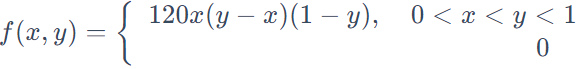 f(x, y) = { 120x(y − x)(1 − y), 0 < x < y < 1
0